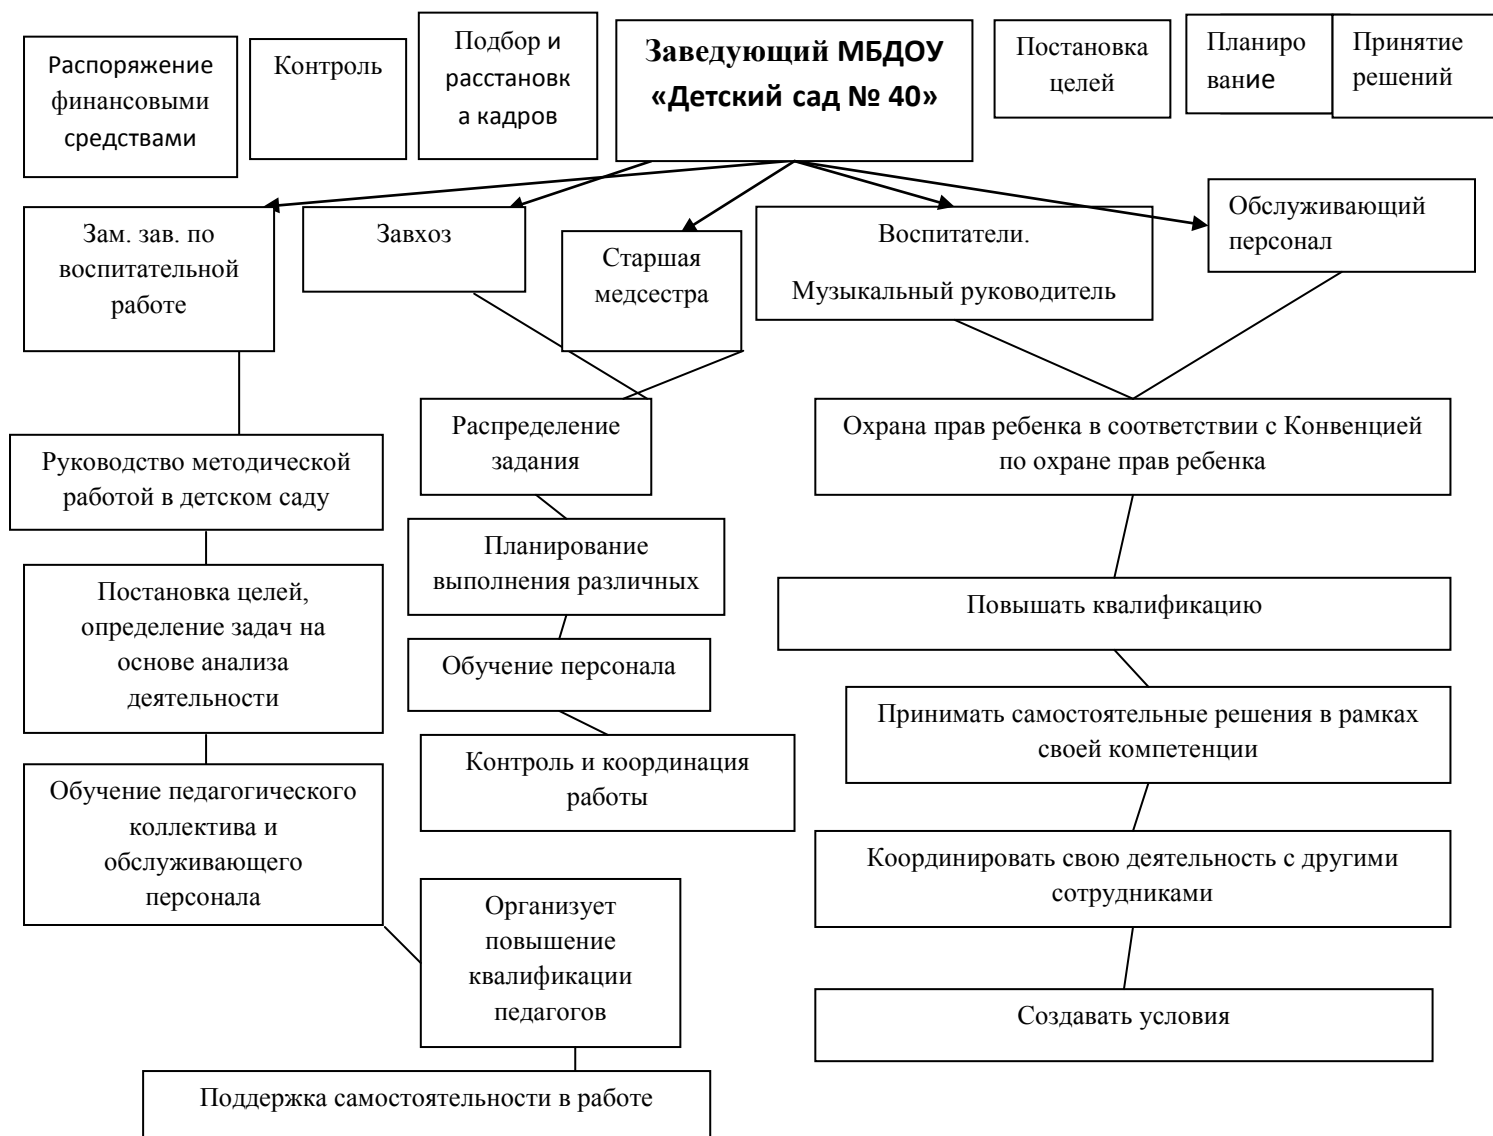 Распоряжение
финансовыми
средствами
Контроль
Подбор и
расстановк
а кадров
Заведующий МБДОУ
«Детский сад № 40»
Постановка
целей
Планиро
вание
Принятие
решений
Зам. зав. по
воспитательной
работе
Завхоз
Старшая
медсестра
Воспитатели.
Музыкальный руководитель
Обслуживающий
персонал
Руководство методической
работой в детском саду
Постановка целей,
определение задач на
основе анализа
деятельности
Обучение педагогического
коллектива и
обслуживающего
персонала
Распределение
задания
Планирование
выполнения различных
Обучение персонала
Контроль и координация
работы
Организует
повышение
квалификации
педагогов
Поддержка самостоятельности в работе
Охрана прав ребенка в соответствии с Конвенцией
по охране прав ребенка
Повышать квалификацию
Принимать самостоятельные решения в рамках
своей компетенции
Координировать свою деятельность с другими
сотрудниками
Создавать условия